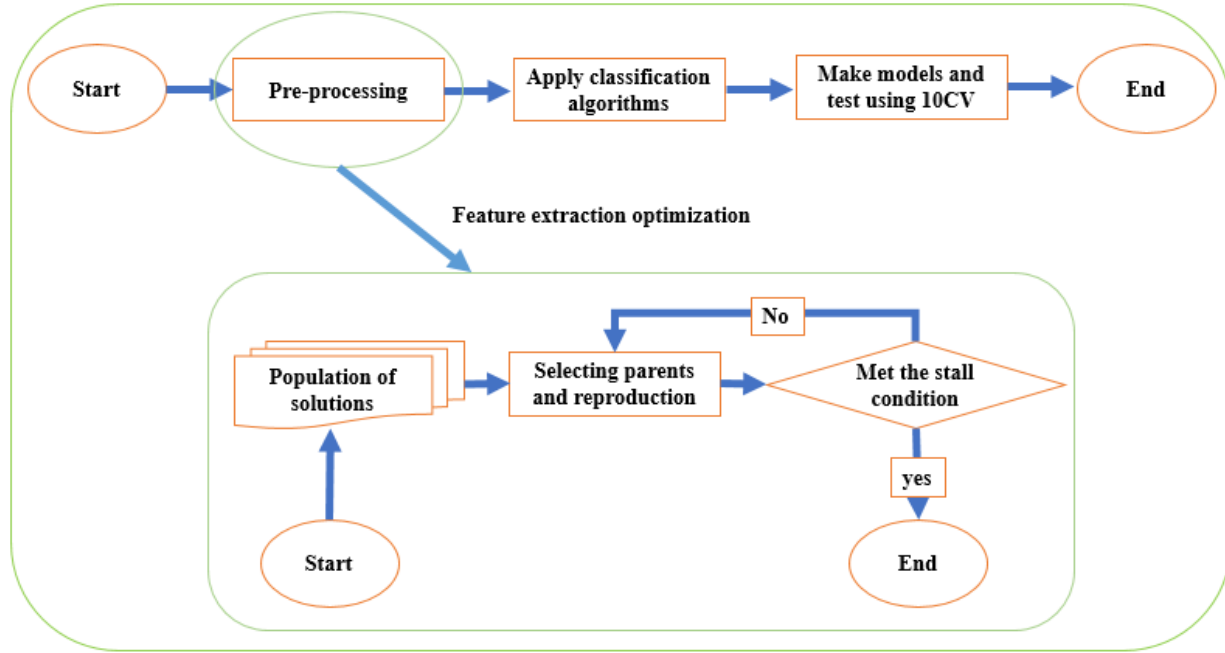 Start
Pre-processing
Apply classification
algorithms
Make models and
test using 10CV
End
Feature extraction optimization
No
Population of
solutions
Selecting parents
and reproduction
Met the stall
condition
yes
Start
End